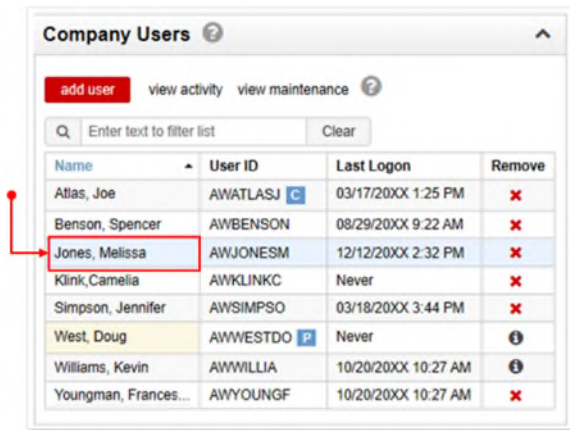 Company Users ?
add user view activity view maintenance ?
Enter text to filter list Clear
Name User ID Last Logon Remove
Atlas, Joe AWATLASJ C 03/17/20XX 1:25 PM
Benson, Spencer AWBENSON 08/29/20XX 9:22 AM
Jones, Melissa AWJONESM 12/12/20XX 2:32 PM
Klink,Camelia AWKLINKC Never
Simpson, Jennifer AWSIMPSO 03/18/20XX 3:44 PM
West, Doug AWWESTDO P Never
Williams, Kevin AWWILLIA 10/20/20XX 10:27 AM
Youngman, Frances... AWYOUNGF 10/20/20XX 10:27 AM